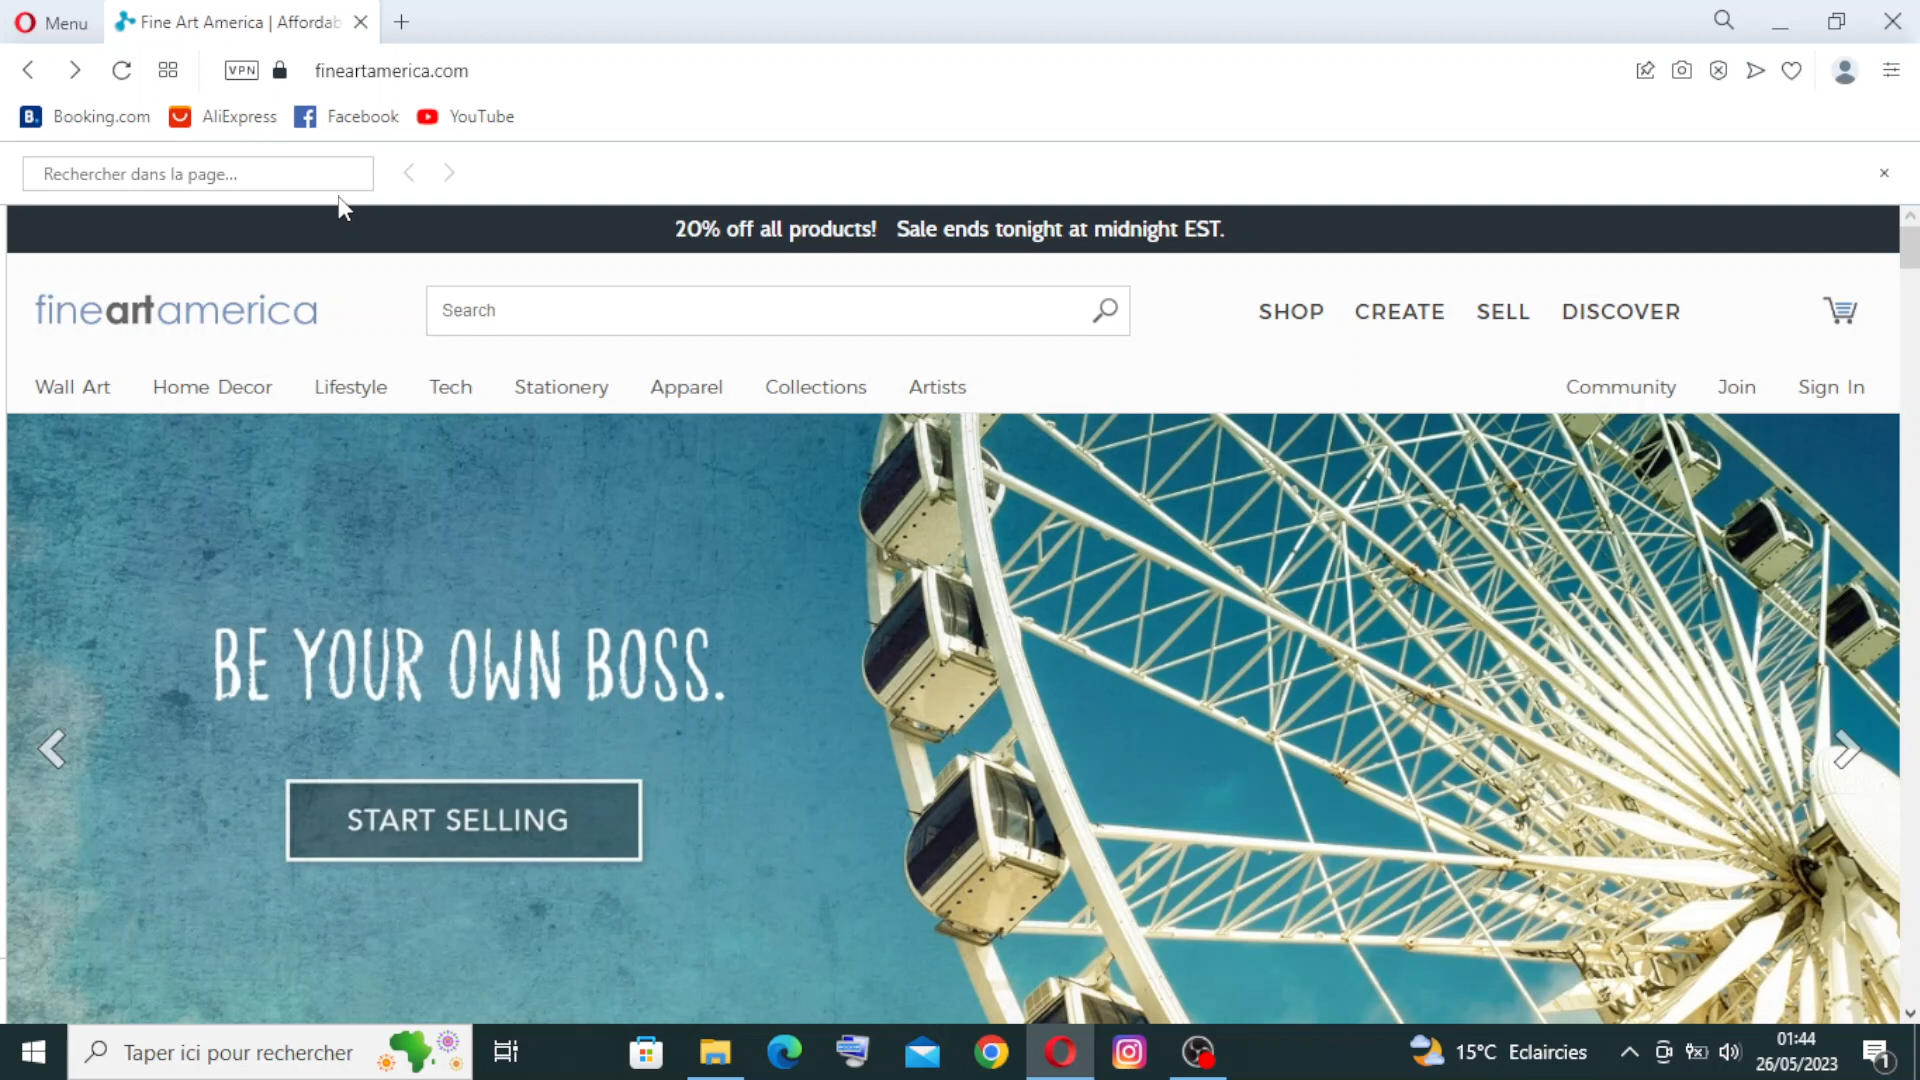 Menu
Fine Art America | Affordab
VPN
fineartamerica.com
B. Booking.com AliExpress Facebook YouTube
Rechercher dans la page...
20% off all products! Sale ends tonight at midnight EST.
fineartamerica
Search
SHOP CREATE SELL DISCOVER
Wall Art Home Decor Lifestyle Tech Stationery Apparel Collections Artists Community Join Sign In
BE YOUR OWN BOSS.
START SELLING
Taper ici pour rechercher
15°C Eclaircies
01:44
26/05/2023
1